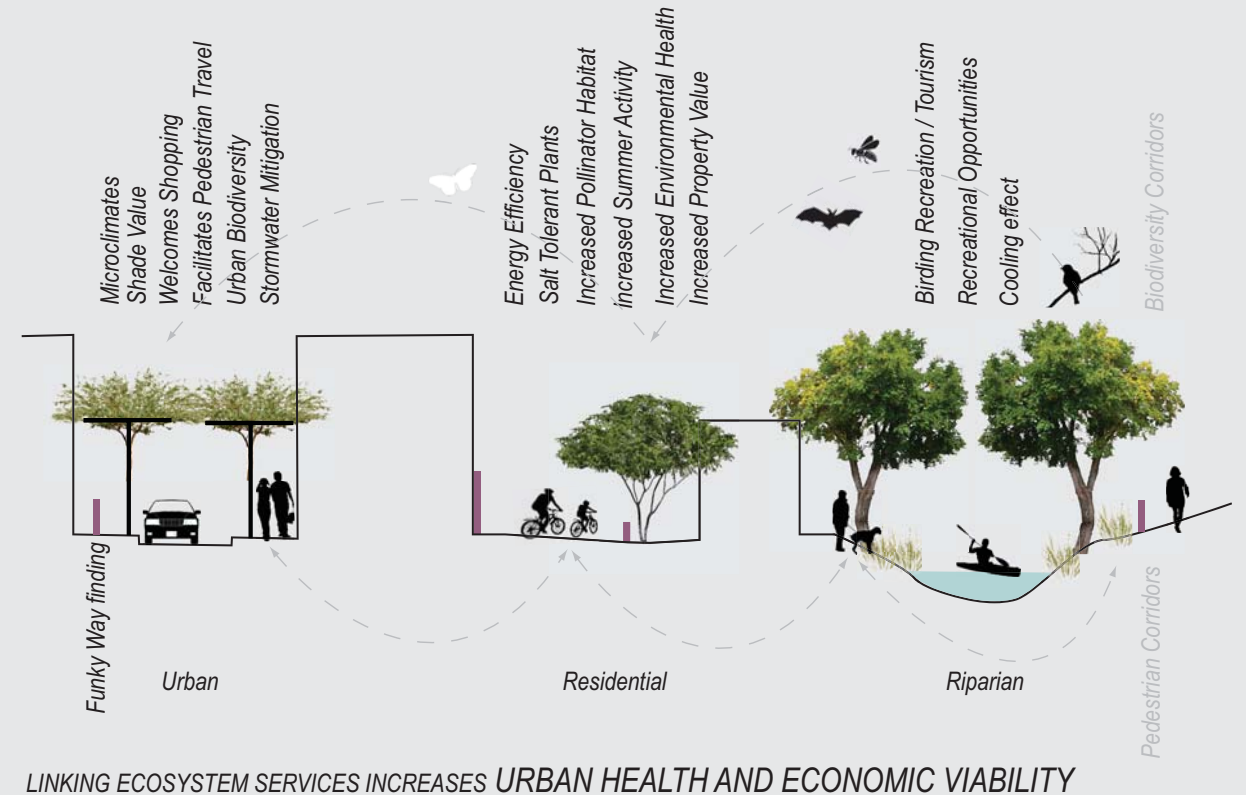 Microclimates
Shade Value
Welcomes Shopping
Facilitates Pedestrian Travel
Urban Biodiversity
Stormwater Mitigation
Energy Efficiency
Salt Tolerant Plants
Increased Pollinator Habitat
Increased Summer Activity
Increased Environmental Health
Increased Property Value
Birding Recreation / Tourism
Recreational Opportunities
Cooling effect
Biodiversity Corridors
Funky Way finding
Urban
Residential
Riparian
Pedestrian Corridors
LINKING ECOSYSTEM SERVICES INCREASES URBAN HEALTH AND ECONOMIC VIABILITY